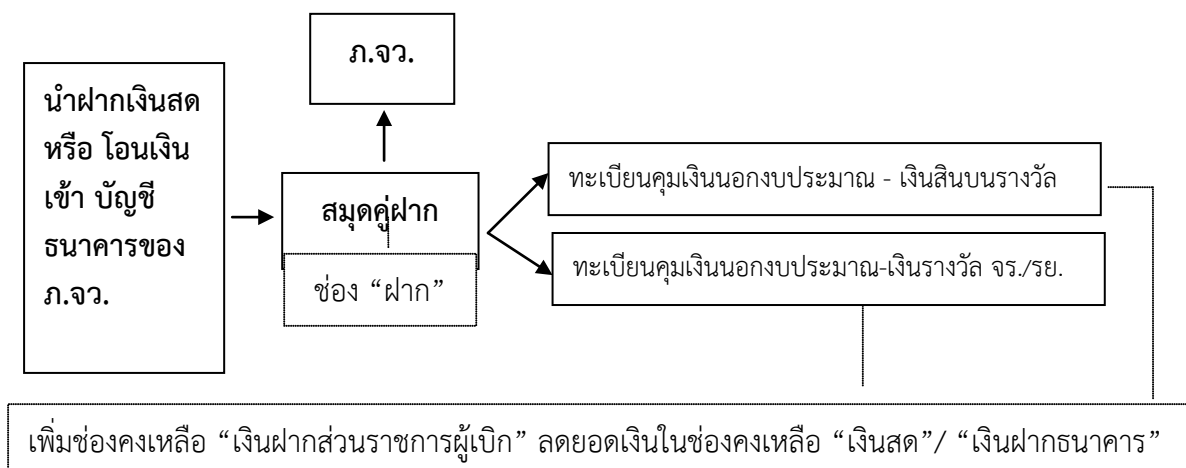 ภ.จว.
นำฝากเงินสด
หรือ โอนเงิน
เข้า บัญชี
ธนาคารของ
ภ.จว.
สมุดคู่ฝาก
ช่อง “ฝาก”
ทะเบียนคุมเงินนอกงบประมาณ - เงินสินบนรางวัล
ทะเบียนคุมเงินนอกงบประมาณ-เงินรางวัล จร./รย.
เพิ่มช่องคงเหลือ “เงินฝากส่วนราชการผู้เบิก” ลดยอดเงินในช่องคงเหลือ “เงินสด”/ “เงินฝากธนาคาร”